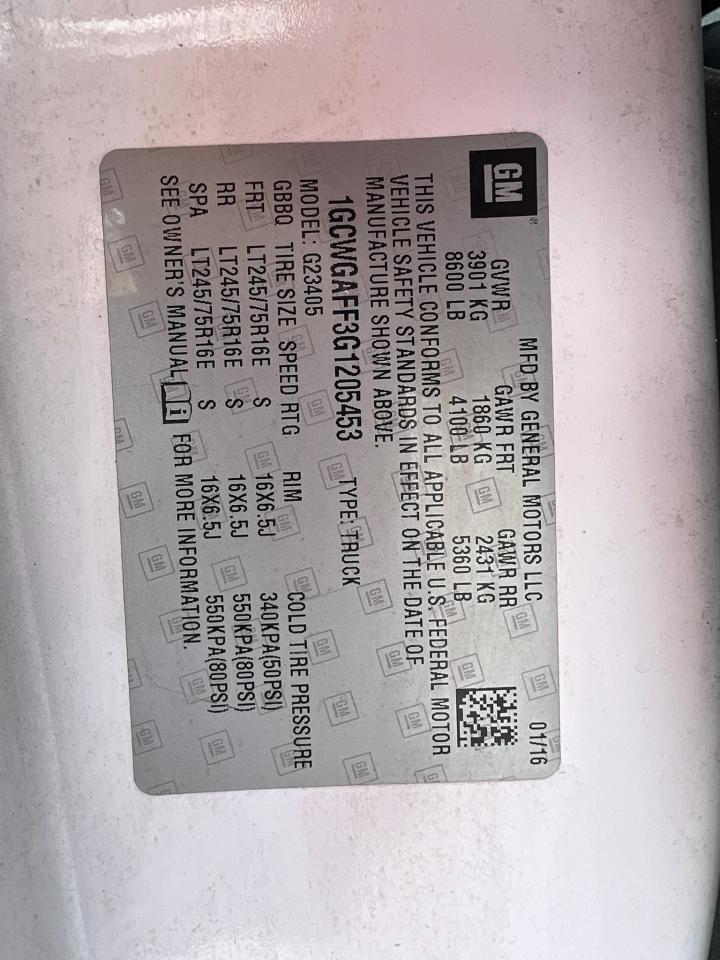 GM
MFD BY GENERAL MOTORS LLC 01/16
GVWR GAWR FRT GAWR RR
3901 KG 1860 KG 2431 KG
8600 LB 4100 LB 5360 LB
THIS VEHICLE CONFORMS TO ALL APPLICABLE U.S. FEDERAL MOTOR
VEHICLE SAFETY STANDARDS IN EFFECT ON THE DATE OF
MANUFACTURE SHOWN ABOVE.
1GCWGAFF3G1205453 TYPE: TRUCK
MODEL: G23405
GBBQ TIRE SIZE SPEED RTG RIM COLD TIRE PRESSURE
FRT LT245/75R16E S 16X6.5J 340KPA(50PSI)
RR LT245/75R16E S 16X6.5J 550KPA(80PSI)
SPA LT245/75R16E S 16X6.5J 550KPA(80PSI)
SEE OWNER'S MANUAL i FOR MORE INFORMATION.